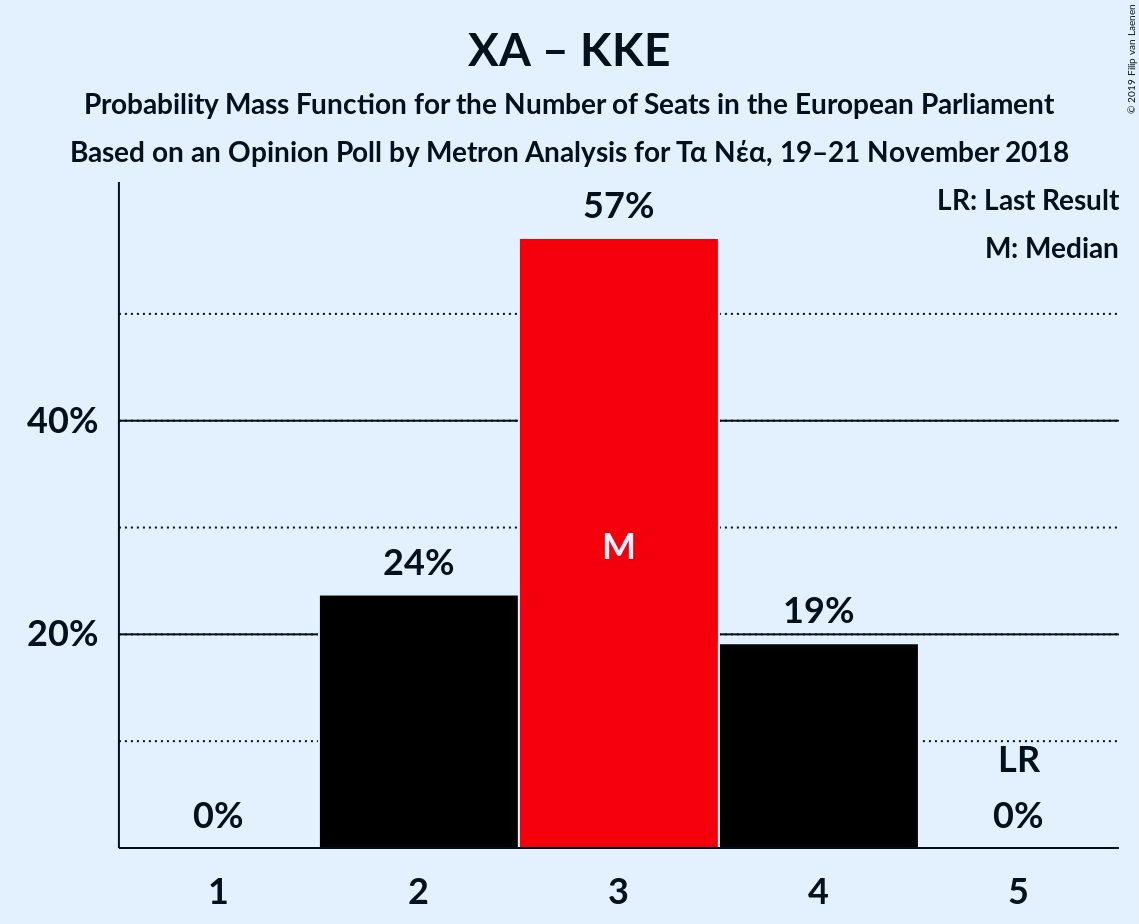 XA – KKE
Probability Mass Function for the Number of Seats in the European Parliament
Based on an Opinion Poll by Metron Analysis for Τα Νέα, 19–21 November 2018
© 2019 Filip van Laenen
LR: Last Result
M: Median
57%
40%
24%
M
20%
19%
LR
0%
0%
1
2
3
4
5